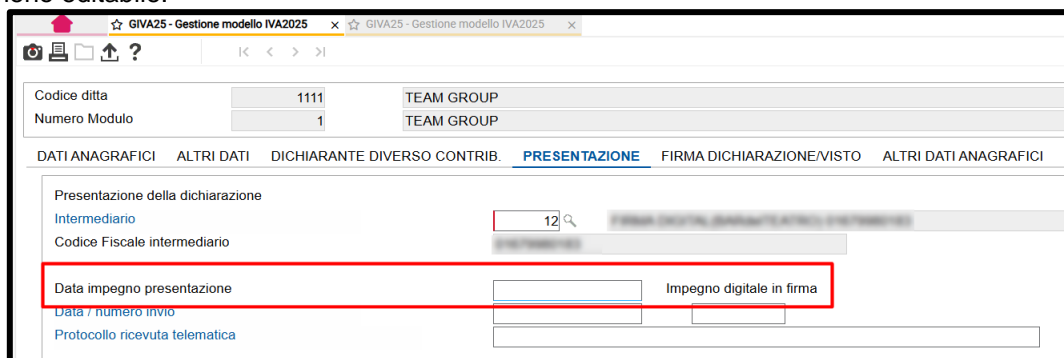 GIVA25 - Gestione modello IVA2025 x GIVA25 - Gestione modello IVA2025 x
?
Codice ditta 1111 TEAM GROUP
Numero Modulo 1 TEAM GROUP
DATI ANAGRAFICI ALTRI DATI DICHIARANTE DIVERSO CONTRIB. PRESENTAZIONE FIRMA DICHIARAZIONE/VISTO ALTRI DATI ANAGRAFICI
Presentazione della dichiarazione
Intermediario 12
Codice Fiscale intermediario
Data impegno presentazione Impegno digitale in firma
Data / numero invio
Protocollo ricevuta telematica